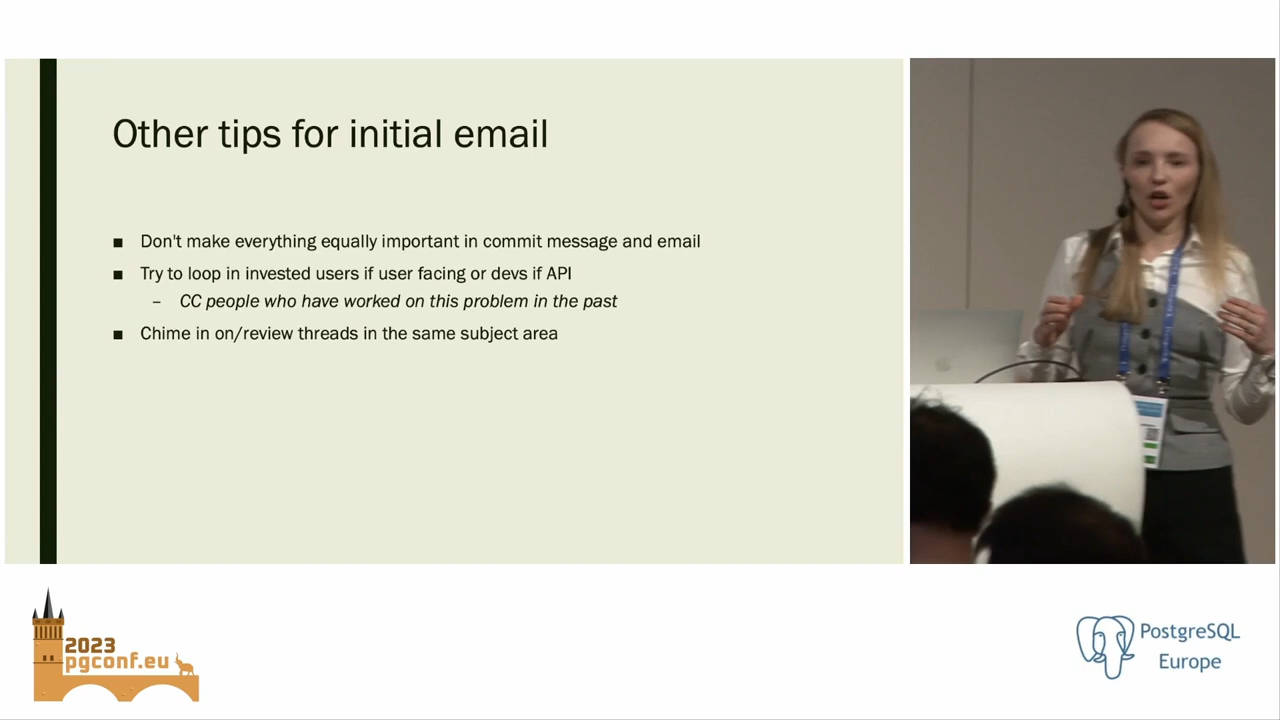 Other tips for initial email
■ Don't make everything equally important in commit message and email
■ Try to loop in invested users if user facing or devs if API
– CC people who have worked on this problem in the past
■ Chime in on/review threads in the same subject area
2023
pgconf.eu
PostgreSQL
Europe